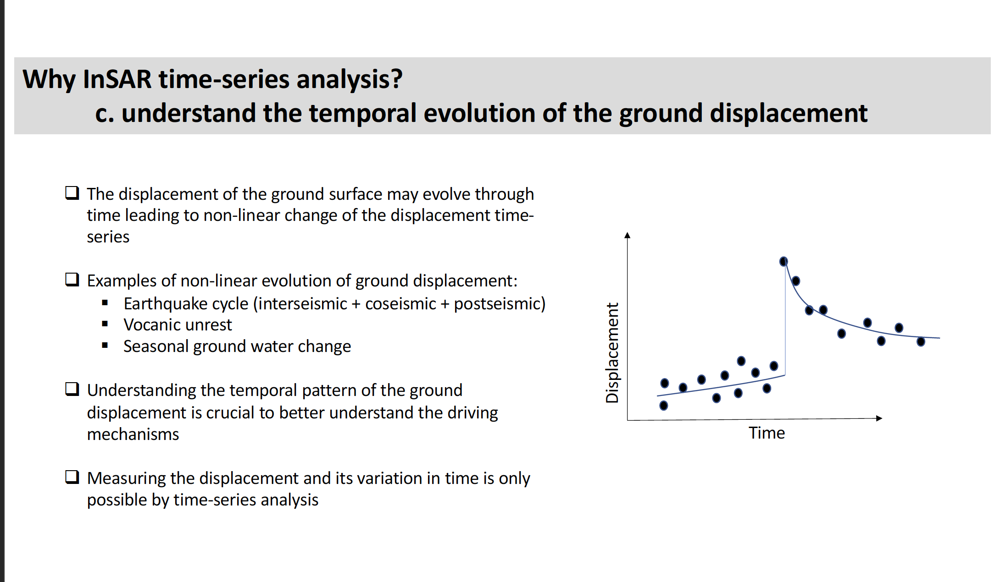 Why InSAR time-series analysis?
c. understand the temporal evolution of the ground displacement
❑ The displacement of the ground surface may evolve through
time leading to non-linear change of the displacement time-
series
❑ Examples of non-linear evolution of ground displacement:
▪ Earthquake cycle (interseismic + coseismic + postseismic)
▪ Vocanic unrest
▪ Seasonal ground water change
❑ Understanding the temporal pattern of the ground
displacement is crucial to better understand the driving
mechanisms
❑ Measuring the displacement and its variation in time is only
possible by time-series analysis
Displacement
Time